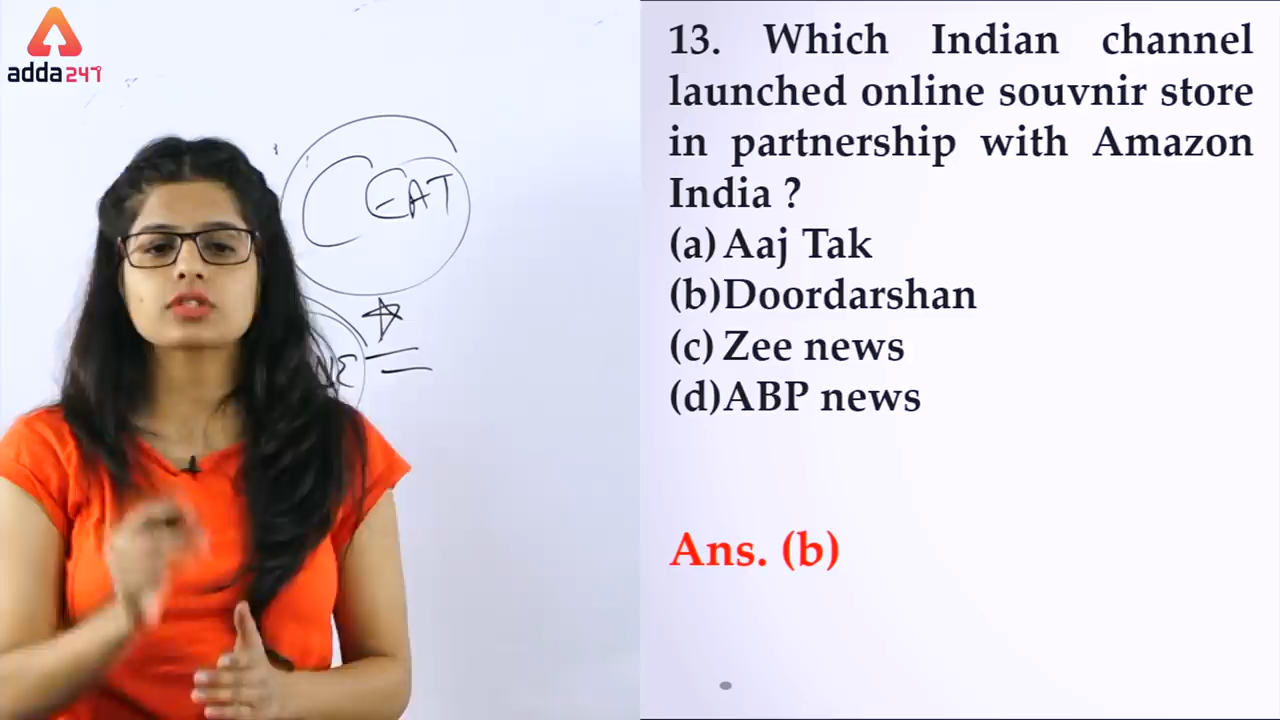 adda247
CEAT
NE
13. Which Indian channel
launched online souvnir store
in partnership with Amazon
India ?
(a) Aaj Tak
(b)Doordarshan
(c) Zee news
(d)ABP news
Ans. (b)